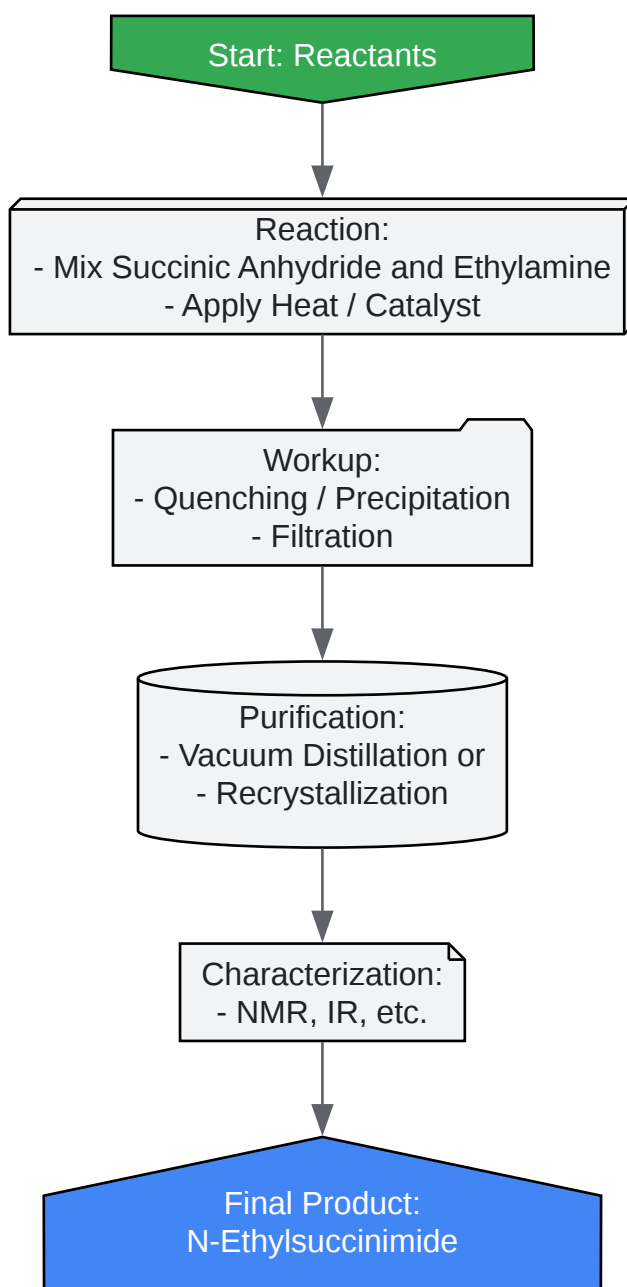 Start: Reactants
Reaction:
- Mix Succinic Anhydride and Ethylamine
- Apply Heat / Catalyst
Workup:
- Quenching / Precipitation
- Filtration
Purification:
- Vacuum Distillation or
- Recrystallization
Characterization:
- NMR, IR, etc.
Final Product:
N-Ethylsuccinimide